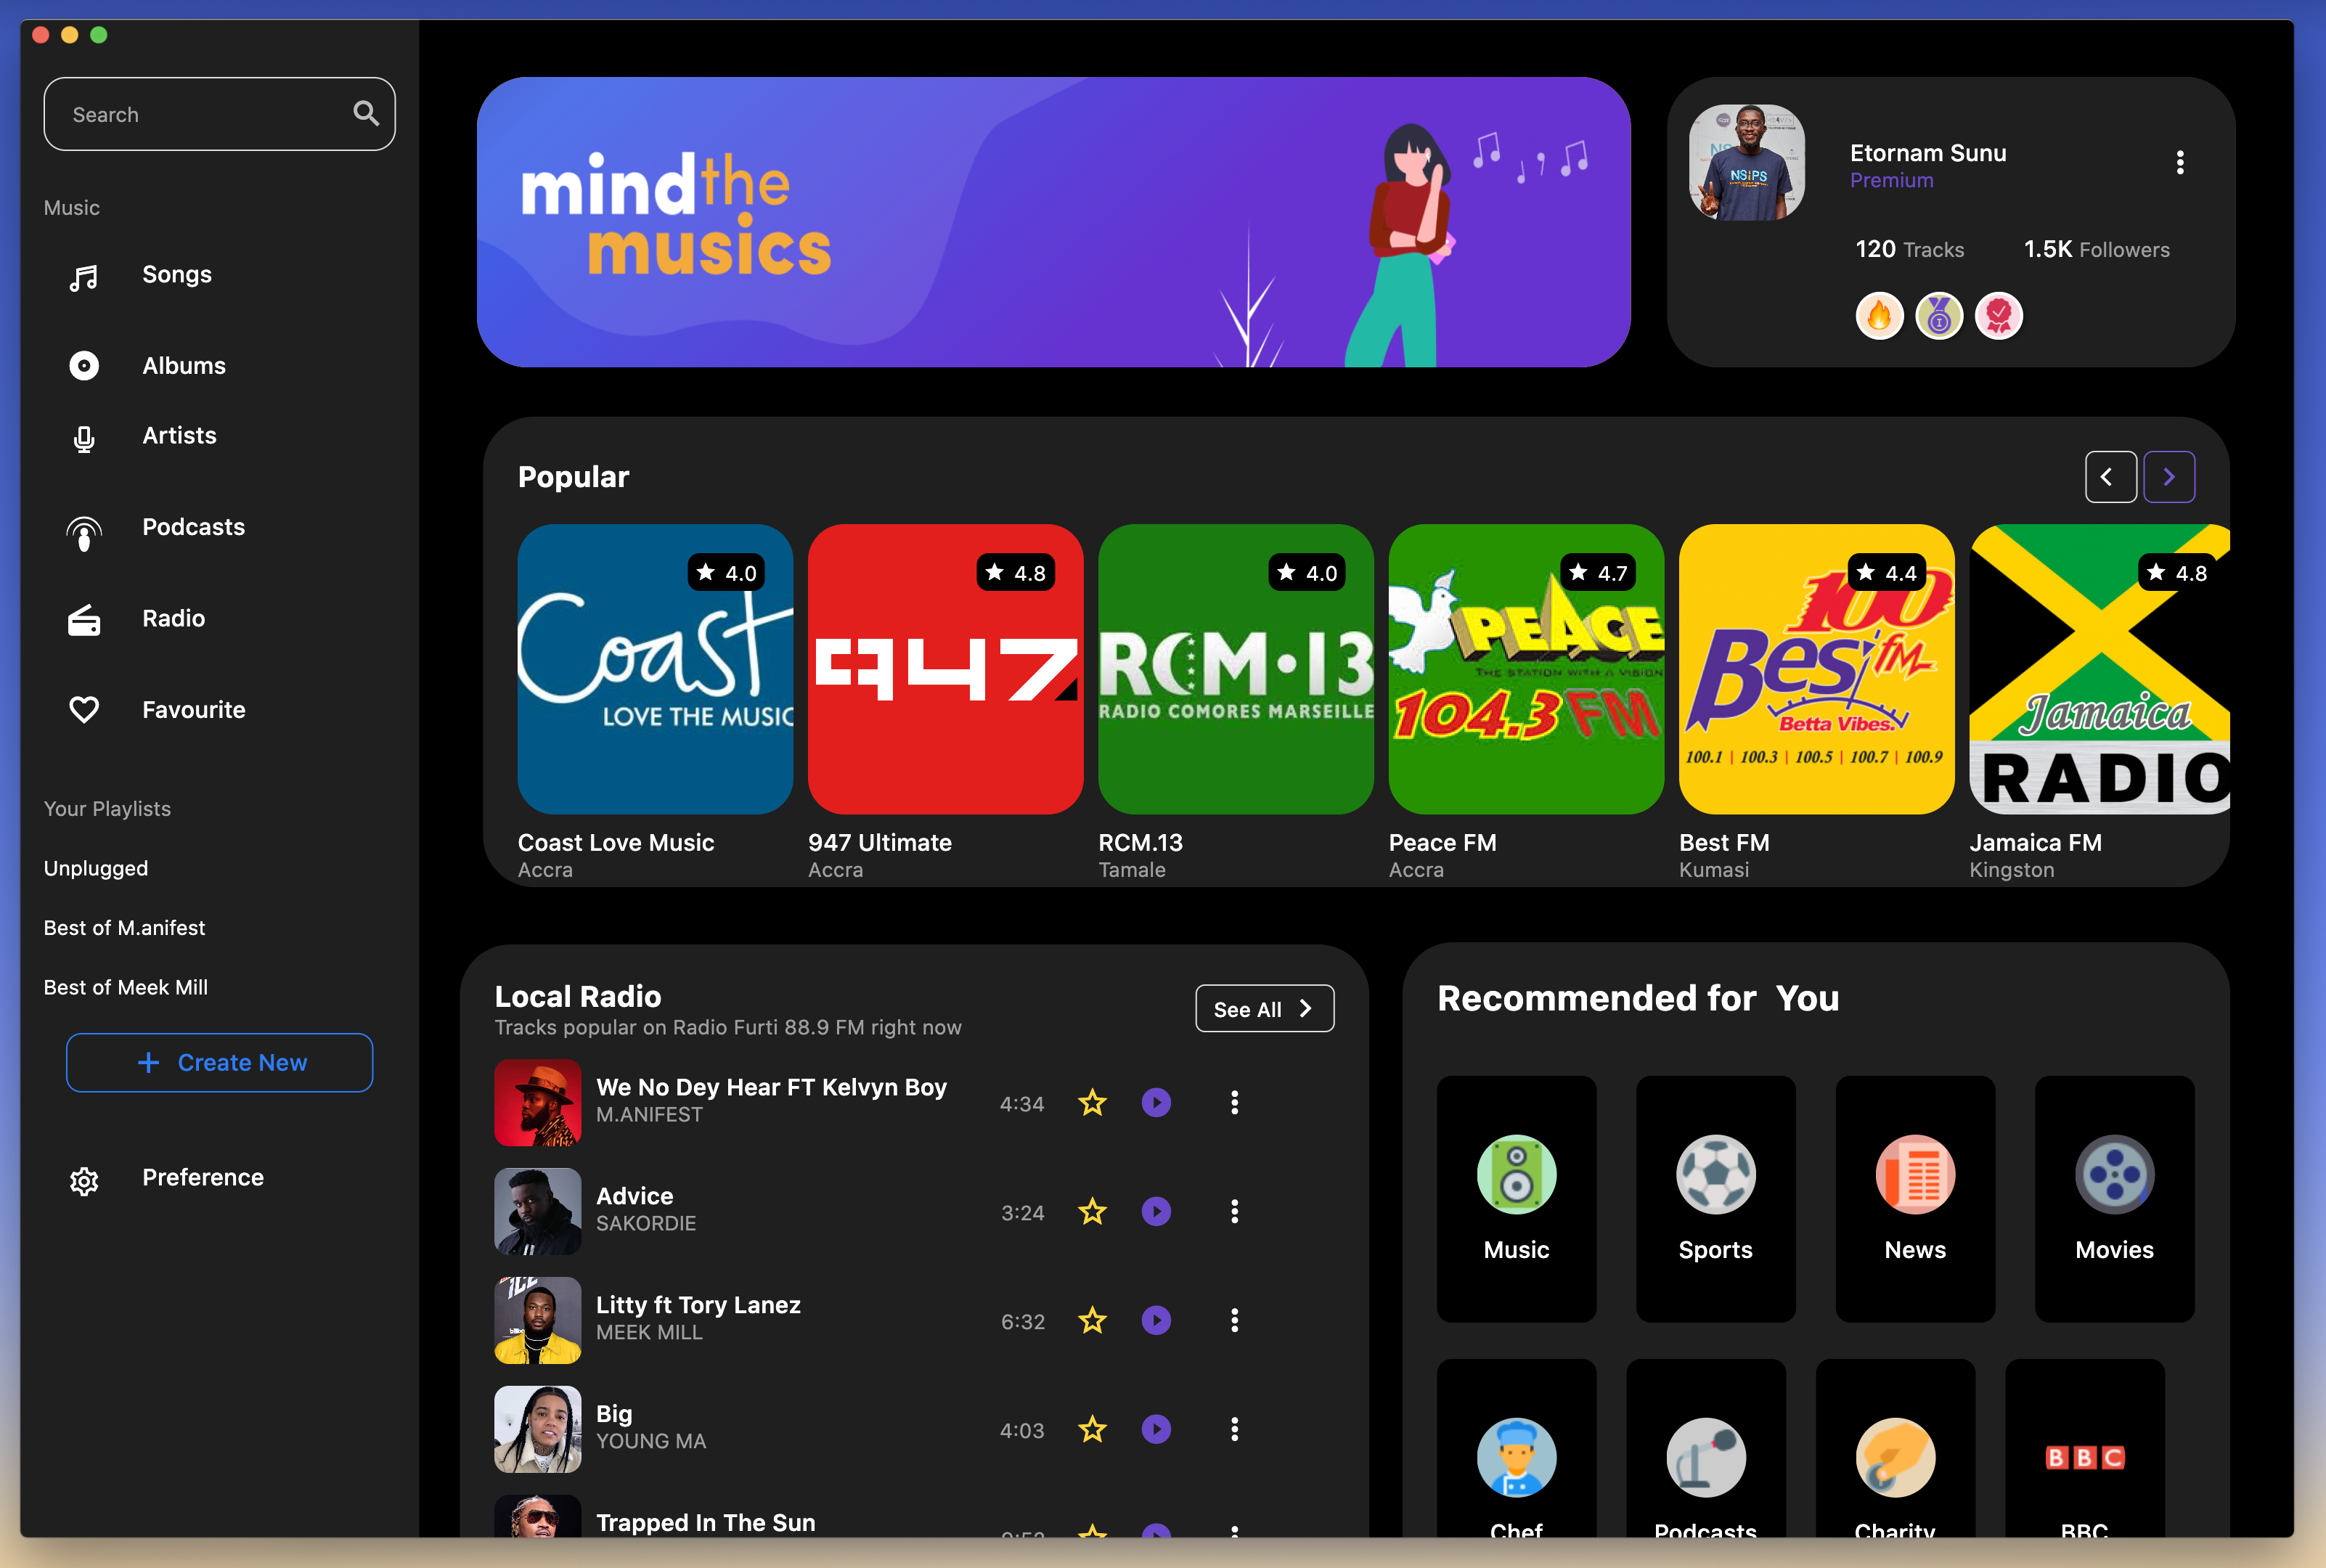 Search
Music
Songs
Albums
Artists
Podcasts
Radio
Favourite
Your Playlists
Unplugged
Best of M.anifest
Best of Meek Mill
+ Create New
Preference
mind the
musics
NSIPS
Etornam Sunu
Premium
120 Tracks 1.5K Followers
Popular
4.0
Coast
LOVE THE MUSIC
Coast Love Music
Accra
4.8
947
947 Ultimate
Accra
4.0
RCM·13
RADIO COMORES MARSEILLE
RCM.13
Tamale
4.7
PEACE
THE STATION WITH A VISION
104.3 FM
Peace FM
Accra
4.4
100
Best fm
Betta Vibes.
100.1 | 100.3 | 100.5 | 100.7 | 100.9
Best FM
Kumasi
4.8
Jamaica
RADIO
Jamaica FM
Kingston
Local Radio
Tracks popular on Radio Furti 88.9 FM right now
See All
We No Dey Hear FT Kelvyn Boy
M.ANIFEST
4:34
Advice
SAKORDIE
3:24
Litty ft Tory Lanez
MEEK MILL
6:32
Big
YOUNG MA
4:03
Trapped In The Sun
Recommended for You
Music
Sports
News
Movies
Chef
Podcasts
Charity
BBC
BBC